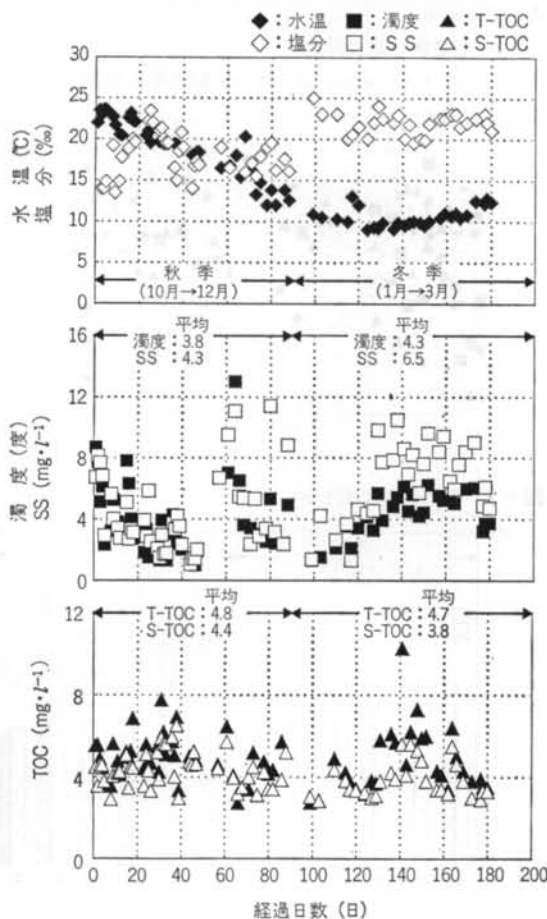 ◆：水温 ■：濁度 ▲：T-TOC
◇：塩分 □：SS △：S-TOC
水温(℃)
塩分(‰)
30
25
20
15
10
5
0
秋季
(10月→12月)
冬季
(1月→3月)
濁度(度)
SS(mg・l⁻¹)
16
12
8
4
0
平均
濁度：3.8
SS：4.3
平均
濁度：4.3
SS：6.5
TOC(mg・l⁻¹)
12
8
4
0
平均
T-TOC：4.8
S-TOC：4.4
平均
T-TOC：4.7
S-TOC：3.8
0 20 40 60 80 100 120 140 160 180 200
経過日数(日)